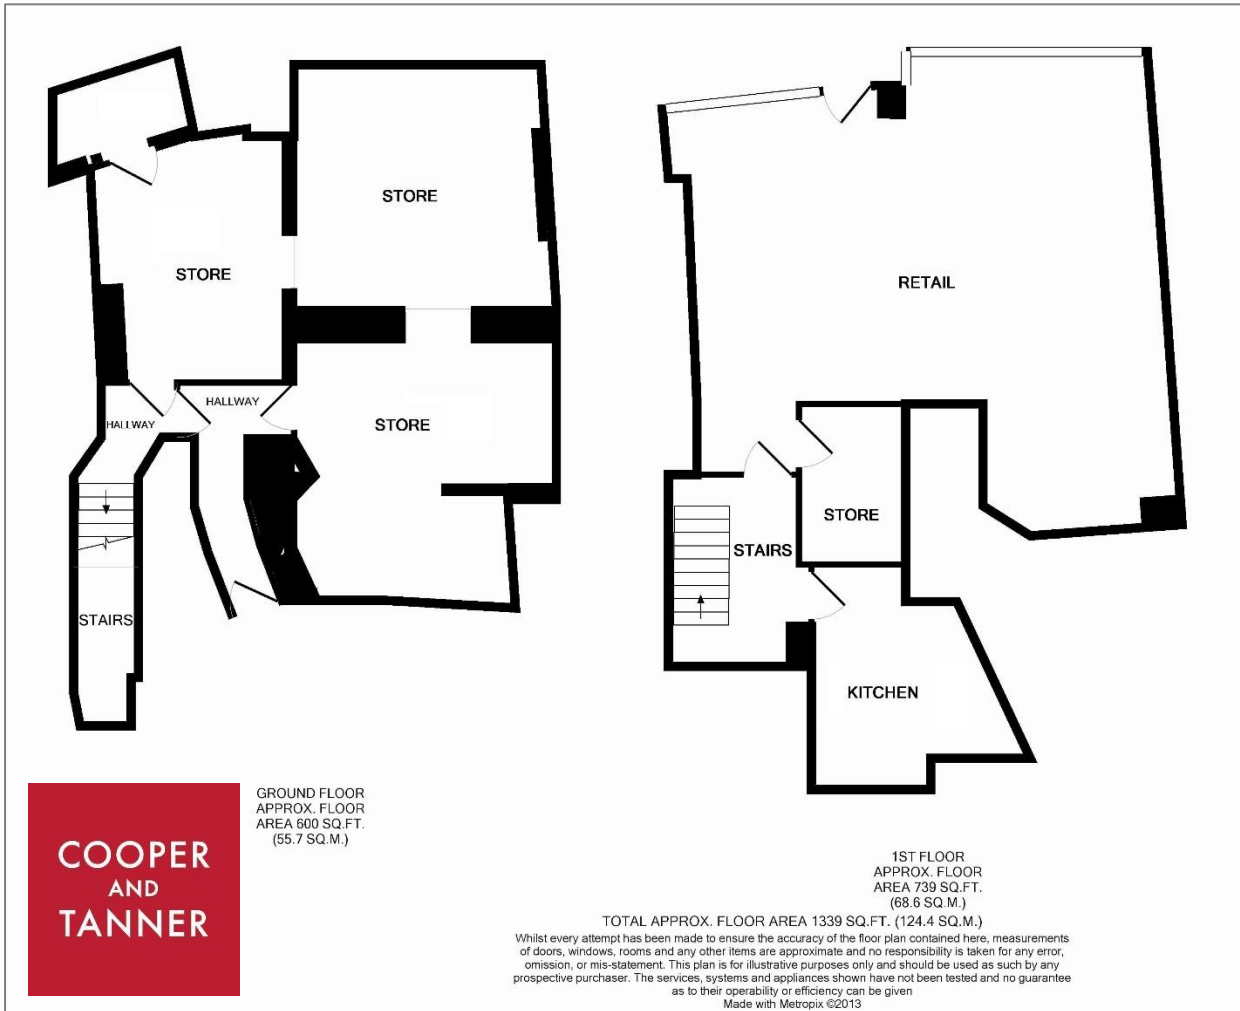 STORE
STORE
HALLWAY
HALLWAY
STORE
STAIRS
RETAIL
STORE
STAIRS
KITCHEN
COOPER
AND
TANNER
GROUND FLOOR
APPROX. FLOOR
AREA 600 SQ.FT.
(55.7 SQ.M.)
1ST FLOOR
APPROX. FLOOR
AREA 739 SQ.FT.
(68.6 SQ.M.)
TOTAL APPROX. FLOOR AREA 1339 SQ.FT. (124.4 SQ.M.)
Whilst every attempt has been made to ensure the accuracy of the floor plan contained here, measurements
of doors, windows, rooms and any other items are approximate and no responsibility is taken for any error,
omission, or mis-statement. This plan is for illustrative purposes only and should be used as such by any
prospective purchaser. The services, systems and appliances shown have not been tested and no guarantee
as to their operability or efficiency can be given
Made with Metropix ©2013